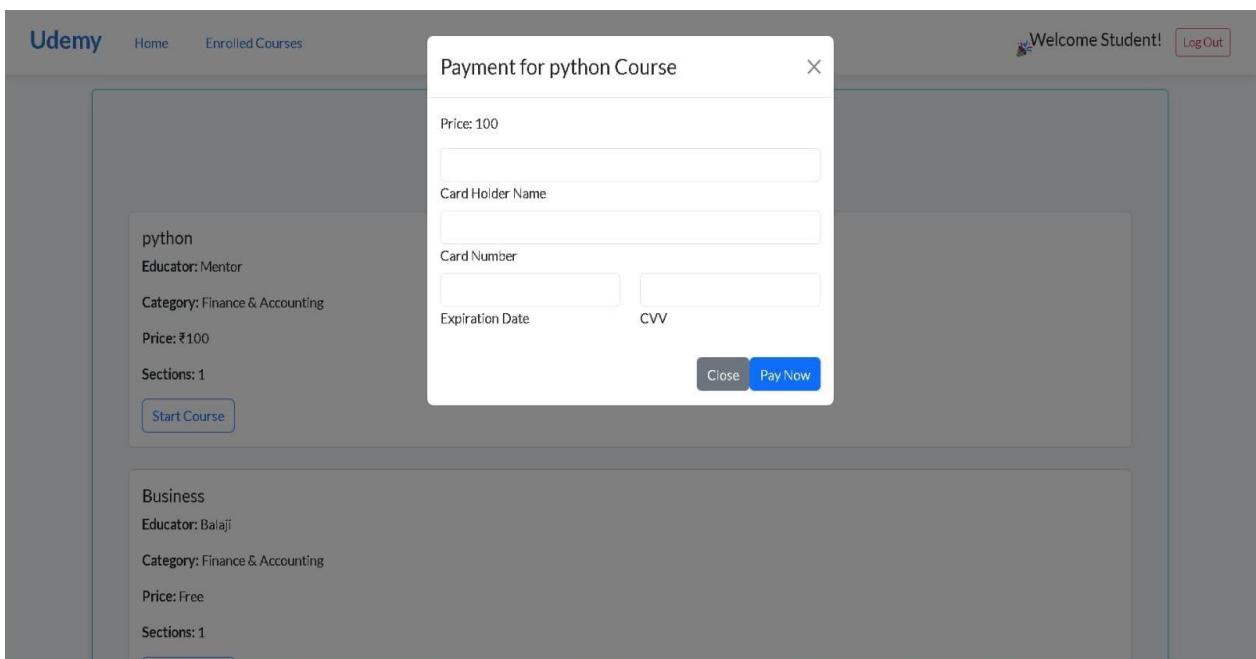 Udemy Home Enrolled Courses Welcome Student! Log Out
Payment for python Course
Price: 100
Card Holder Name
Card Number
Expiration Date CVV
Close Pay Now
python
Educator: Mentor
Category: Finance & Accounting
Price: ₹100
Sections: 1
Start Course
Business
Educator: Balaji
Category: Finance & Accounting
Price: Free
Sections: 1